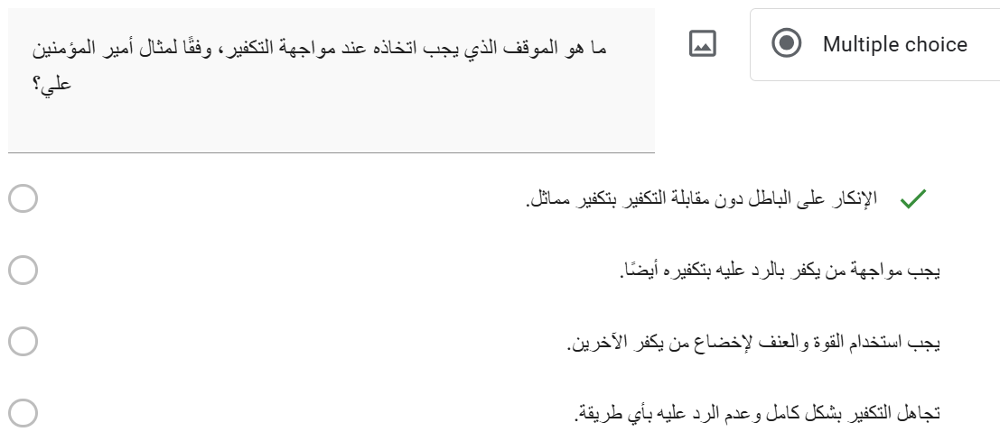 ما هو الموقف الذي يجب اتخاذه عند مواجهة التكفير، وفقًا لمثال أمير المؤمنين
علي؟
Multiple choice
الإنكار على الباطل دون مقابلة التكفير بتكفير مماثل.
يجب مواجهة من يكفر بالرد عليه بتكفيره أيضًا.
يجب استخدام القوة والعنف لإخضاع من يكفر الآخرين.
تجاهل التكفير بشكل كامل وعدم الرد عليه بأي طريقة.